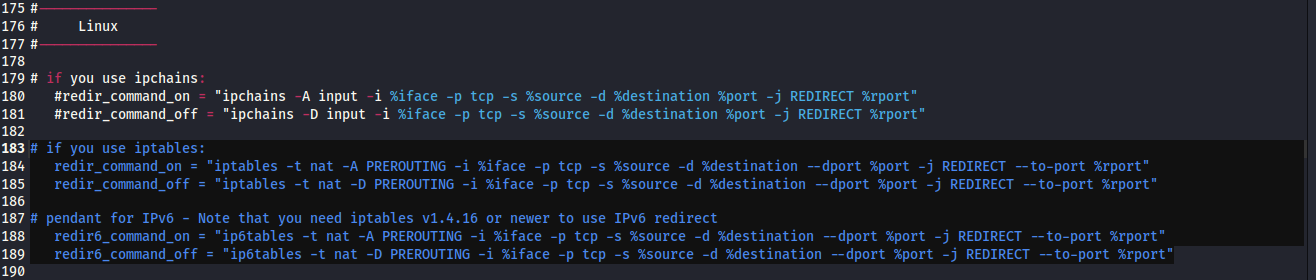 175 #---------------
176 #     Linux
177 #---------------
178
179 # if you use ipchains:
180   #redir_command_on = "ipchains -A input -i %iface -p tcp -s %source -d %destination %port -j REDIRECT %rport"
181   #redir_command_off = "ipchains -D input -i %iface -p tcp -s %source -d %destination %port -j REDIRECT %rport"
182
183 # if you use iptables:
184   redir_command_on = "iptables -t nat -A PREROUTING -i %iface -p tcp -s %source -d %destination --dport %port -j REDIRECT --to-port %rport"
185   redir_command_off = "iptables -t nat -D PREROUTING -i %iface -p tcp -s %source -d %destination --dport %port -j REDIRECT --to-port %rport"
186
187 # pendant for IPv6 - Note that you need iptables v1.4.16 or newer to use IPv6 redirect
188   redir6_command_on = "ip6tables -t nat -A PREROUTING -i %iface -p tcp -s %source -d %destination --dport %port -j REDIRECT --to-port %rport"
189   redir6_command_off = "ip6tables -t nat -D PREROUTING -i %iface -p tcp -s %source -d %destination --dport %port -j REDIRECT --to-port %rport"
190